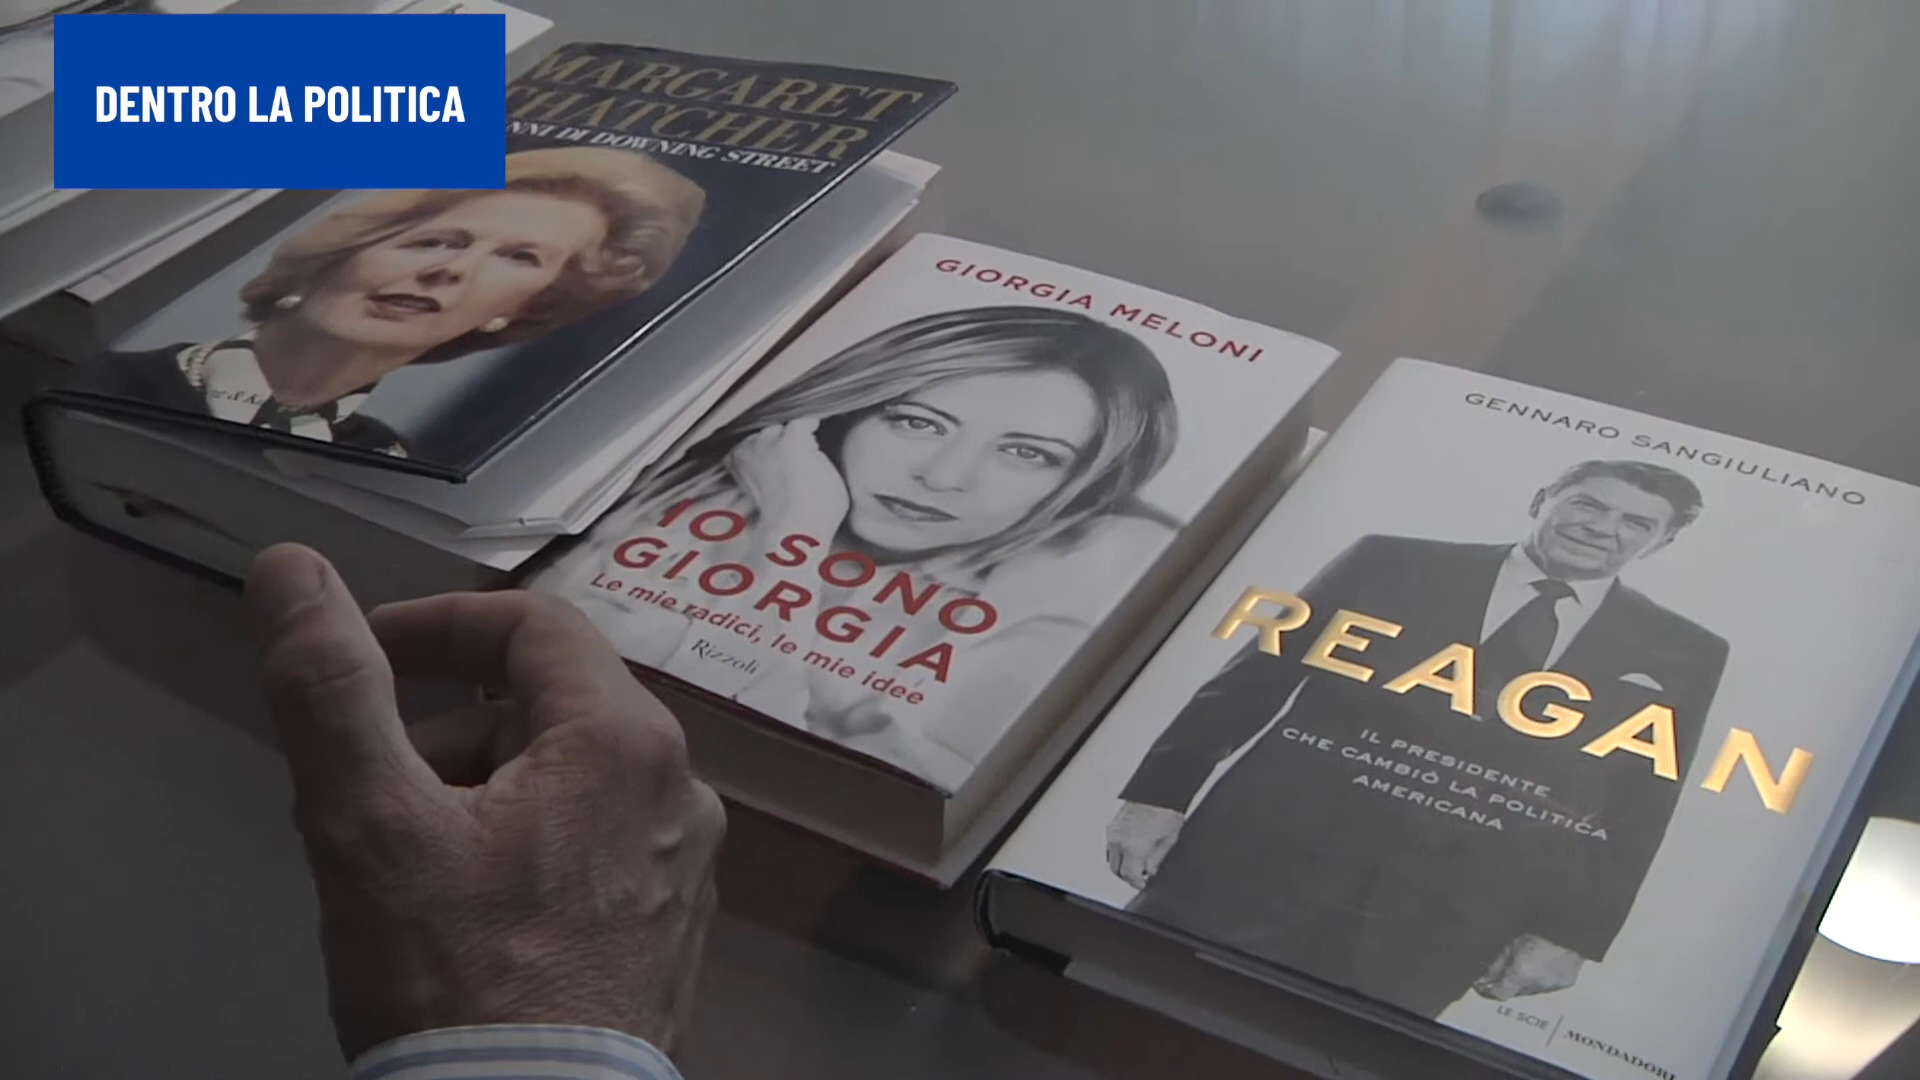 DENTRO LA POLITICA
MARGARET
THATCHER
ANNI DI DOWNING STREET
GIORGIA MELONI
IO SONO
GIORGIA
Le mie radici, le mie idee
Rizzoli
GENNARO SANGIULIANO
REAGAN
IL PRESIDENTE
CHE CAMBIÒ LA POLITICA
AMERICANA
LE SCIE | MONDADORI